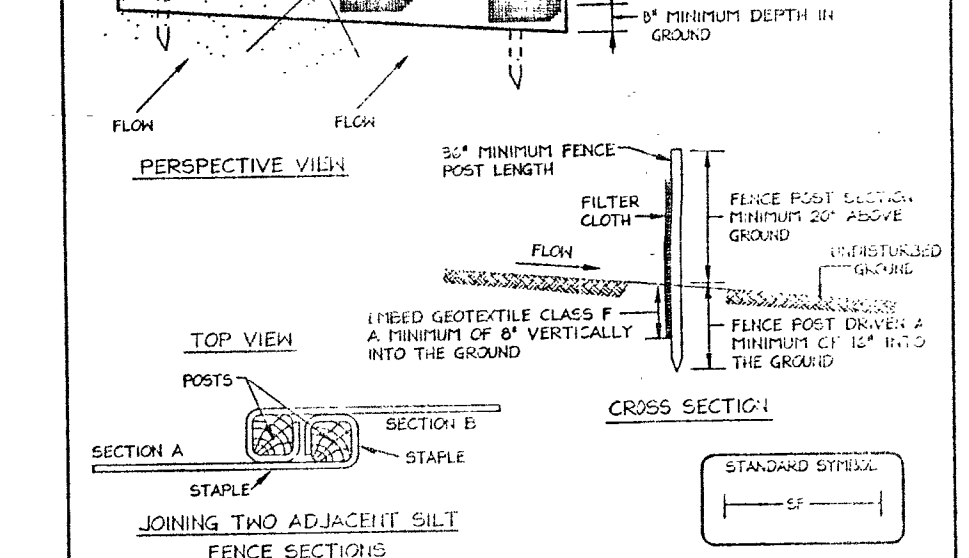 8" MINIMUM DEPTH IN
GROUND
FLOW
FLOW
PERSPECTIVE VIEW
36" MINIMUM FENCE
POST LENGTH
FILTER
CLOTH
FENCE POST SECTION
MINIMUM 20" ABOVE
GROUND
FLOW
UNDISTURBED
GROUND
EMBED GEOTEXTILE CLASS F
A MINIMUM OF 8" VERTICALLY
INTO THE GROUND
FENCE POST DRIVEN A
MINIMUM OF 16" INTO
THE GROUND
CROSS SECTION
TOP VIEW
POSTS
SECTION B
SECTION A
STAPLE
STAPLE
JOINING TWO ADJACENT SILT
FENCE SECTIONS
STANDARD SYMBOL
SF